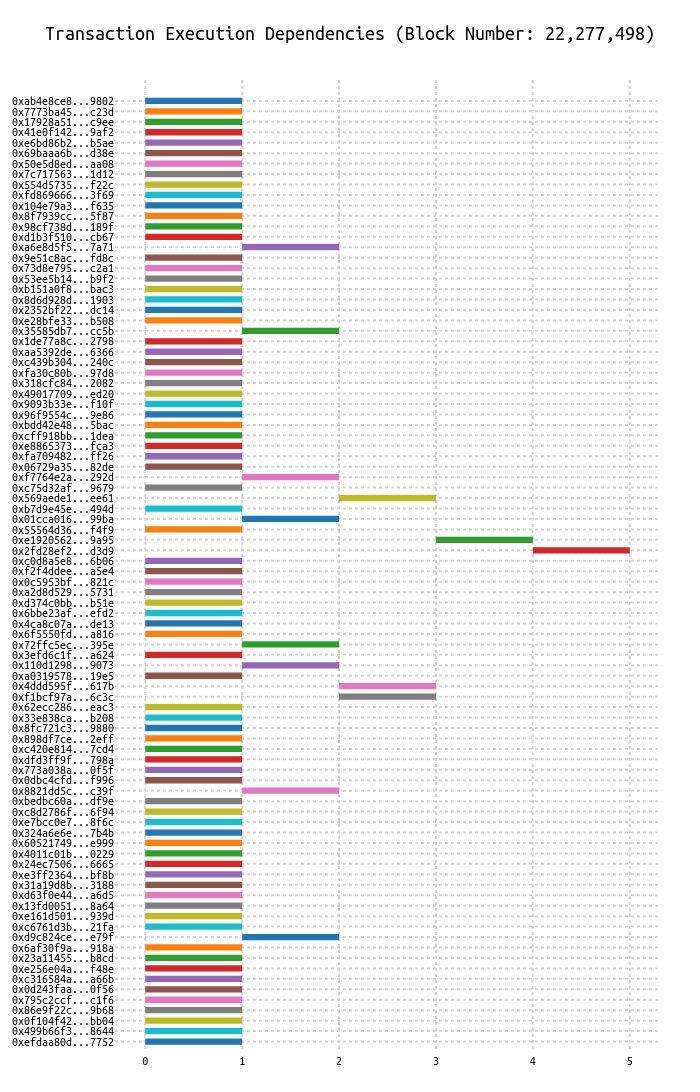 Transaction Execution Dependencies (Block Number: 22,277,498)
0xab4e8ce8...9802
0x7773ba45...c23d
0x17928a51...c9ee
0x41e0f142...9af2
0xe6bd86b2...b5ae
0x69baaa6b...d38e
0x50e5d8ed...aa08
0x7c717563...1d12
0x554d5735...f22c
0xfd869666...3f69
0x104e79a3...f635
0x8f7939cc...5f87
0x98cf738d...189f
0xd1b3f510...cb67
0xa6e8d5f5...7a71
0x9e51c8ac...fd8c
0x73d8e795...c2a1
0x53ee5b14...b9f2
0xb151a0f8...bac3
0x8d6d928d...1903
0x2352bf22...dc14
0xe28bfe33...b508
0x35585db7...cc5b
0x1de77a8c...2798
0xaa5392de...6366
0xc439b304...240c
0xfa30c80b...97d8
0x318cfc84...2082
0x49017709...ed20
0x9093b33e...f10f
0x96f9554c...9e86
0xbdd42e48...5bac
0xcff918bb...1dea
0xe8865373...fca3
0xfa709482...ff26
0x06729a35...82de
0xf7764e2a...292d
0xc75d32af...9679
0x569aede1...ee61
0xb7d9e45e...494d
0x01cca016...99ba
0x55564d36...f4f9
0xe1920562...9a95
0x2fd28ef2...d3d9
0xc0d8a5e8...6b06
0xf2f4ddee...a5e4
0x0c5953bf...821c
0xa2d8d529...5731
0xd374c0bb...b51e
0x6bbe23af...efd2
0x4ca8c07a...de13
0x6f5550fd...a816
0x72ffc5ec...395e
0x3efd6c1f...a624
0x110d1298...9073
0xa0319578...19e5
0x4ddd595f...617b
0xf1bcf97a...6c3c
0x62ecc286...eac3
0x33e838ca...b208
0x8fc721c3...9880
0x898df7ce...2eff
0xc420e814...7cd4
0xdfd3ff9f...798a
0x773a038a...0f5f
0x0dbc4cfd...f996
0x8821dd5c...c39f
0xbedbc60a...df9e
0xc8d2786f...6f94
0xe7bcc0e7...8f6c
0x324a6e6e...7b4b
0x60521749...e999
0x4011c01b...0229
0x24ec7506...6665
0xe3ff2364...bf8b
0x31a19d8b...3188
0xd63f0e44...a6d5
0x13fd0051...8a64
0xe161d501...939d
0xc6761d3b...21fa
0xd9c824ce...e79f
0x6af30f9a...918a
0x23a11455...b8cd
0xe256e04a...f48e
0xc316584a...a66b
0x0d243faa...0f56
0x795c2ccf...c1f6
0x86e9f22c...9b68
0x0f104f42...bb04
0x499b66f3...8644
0xefdaa80d...7752
0 1 2 3 4 5